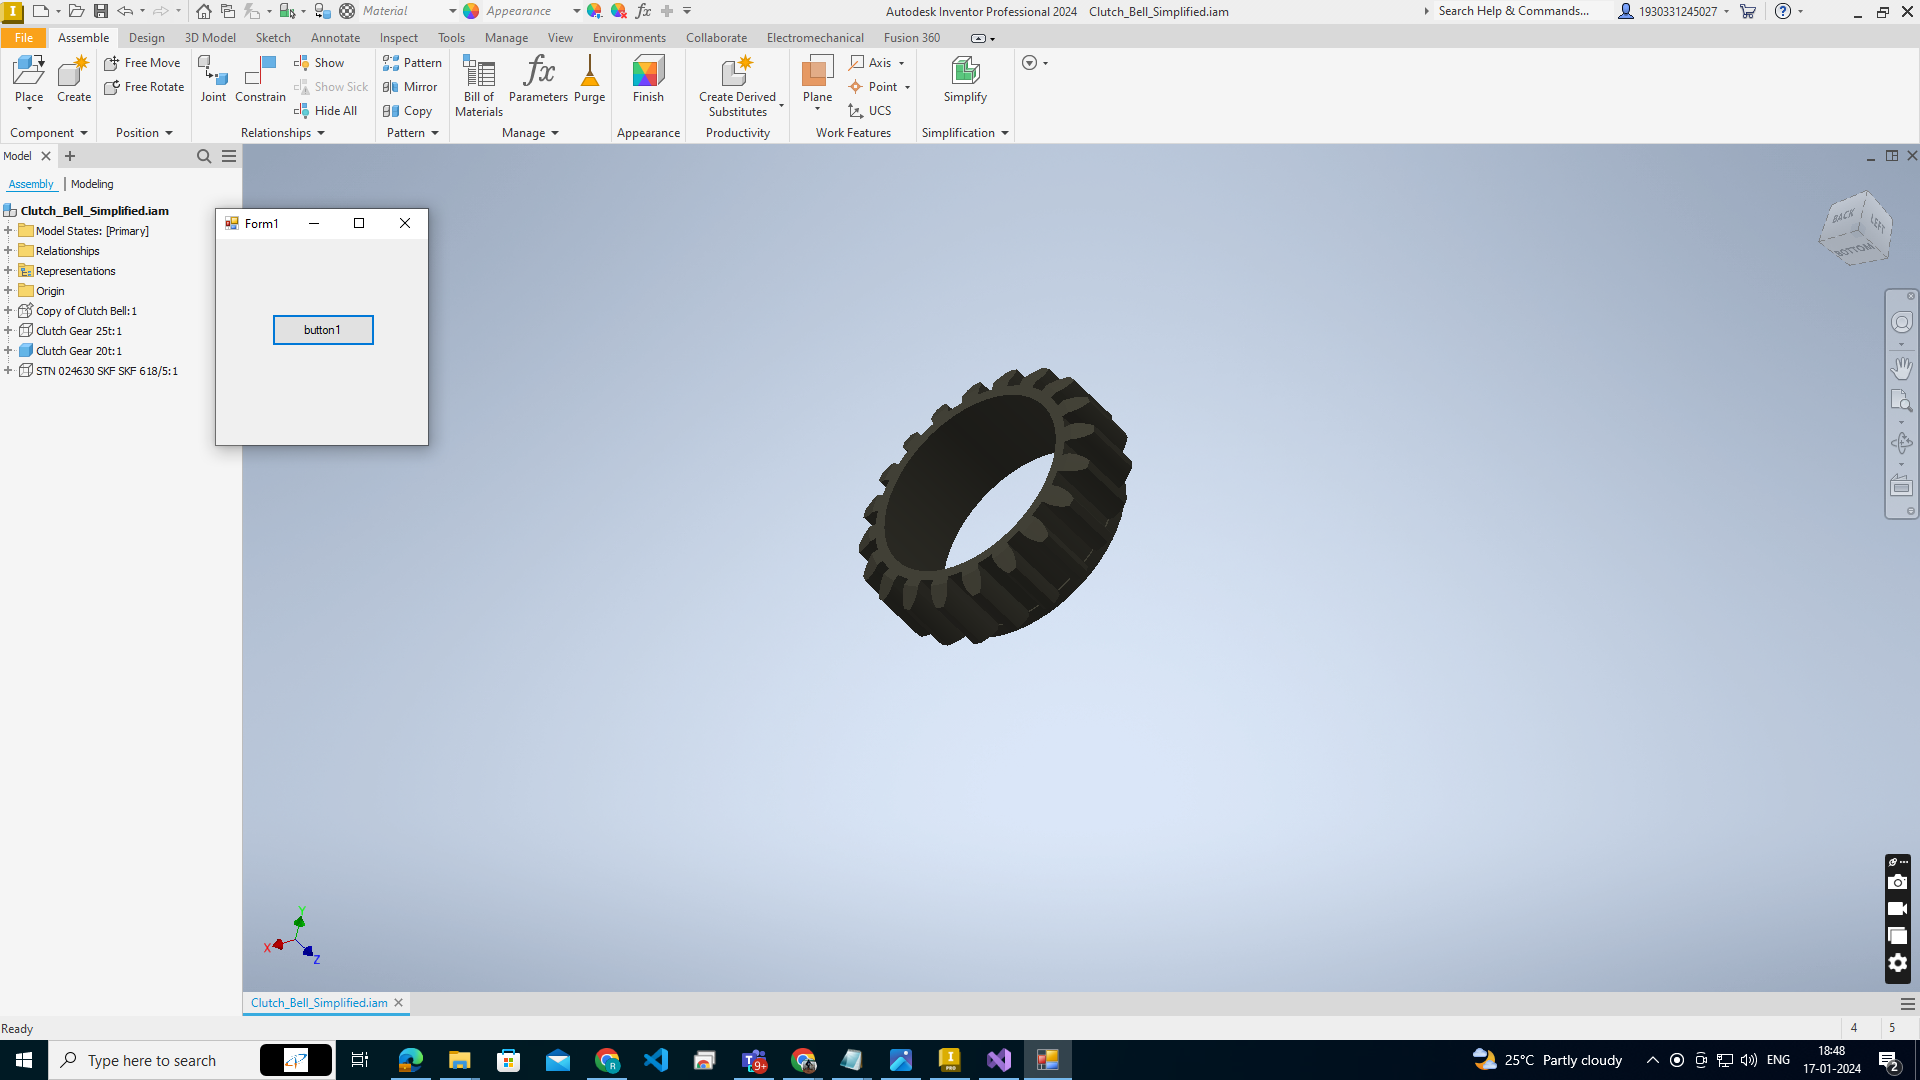 Material
Appearance
Autodesk Inventor Professional 2024 Clutch_Bell_Simplified.iam
Search Help & Commands...
1930331245027
File Assemble Design 3D Model Sketch Annotate Inspect Tools Manage View Environments Collaborate Electromechanical Fusion 360
Place
Create
Free Move
Free Rotate
Component
Position
Joint
Constrain
Show
Show Sick
Hide All
Relationships
Pattern
Mirror
Copy
Pattern
Bill of
Materials
Parameters
Purge
Manage
Finish
Appearance
Create Derived
Substitutes
Productivity
Plane
Axis
Point
UCS
Work Features
Simplify
Simplification
Model
Assembly Modeling
Clutch_Bell_Simplified.iam
Model States: [Primary]
Relationships
Representations
Origin
Copy of Clutch Bell:1
Clutch Gear 25t:1
Clutch Gear 20t:1
STN 024630 SKF SKF 618/5:1
Form1
button1
BACK
LEFT
BOTTOM
Y
X
Z
Clutch_Bell_Simplified.iam
Ready
4 5
Type here to search
9+
PRO
25°C Partly cloudy
ENG
18:48
17-01-2024
2